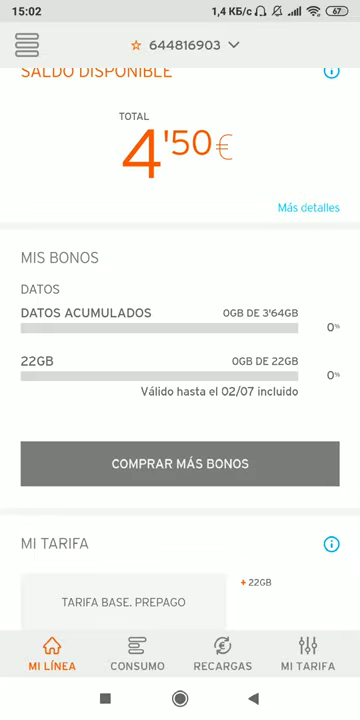 15:02
1,4 КБ/с
67
644816903
SALDO DISPONIBLE
TOTAL
4'50€
Más detalles
MIS BONOS
DATOS
DATOS ACUMULADOS
0GB DE 3'64GB
0%
22GB
0GB DE 22GB
0%
Válido hasta el 02/07 incluido
COMPRAR MÁS BONOS
MI TARIFA
+ 22GB
TARIFA BASE. PREPAGO
MI LÍNEA
CONSUMO
RECARGAS
MI TARIFA